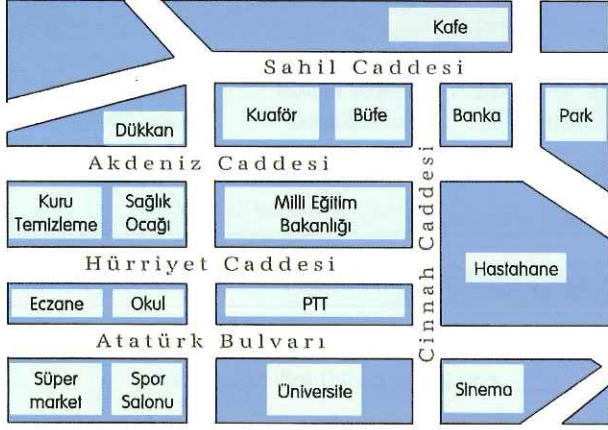 Kafe
Sahil Caddesi
Kuaför
Büfe
Banka
Park
Dükkan
Akdeniz Caddesi
Kuru
Temizleme
Sağlık
Ocağı
Milli Eğitim
Bakanlığı
Cinnah Caddesi
Hürriyet Caddesi
Hastahane
Eczane
Okul
PTT
Atatürk Bulvarı
Süper
market
Spor
Salonu
Üniversite
Sinema